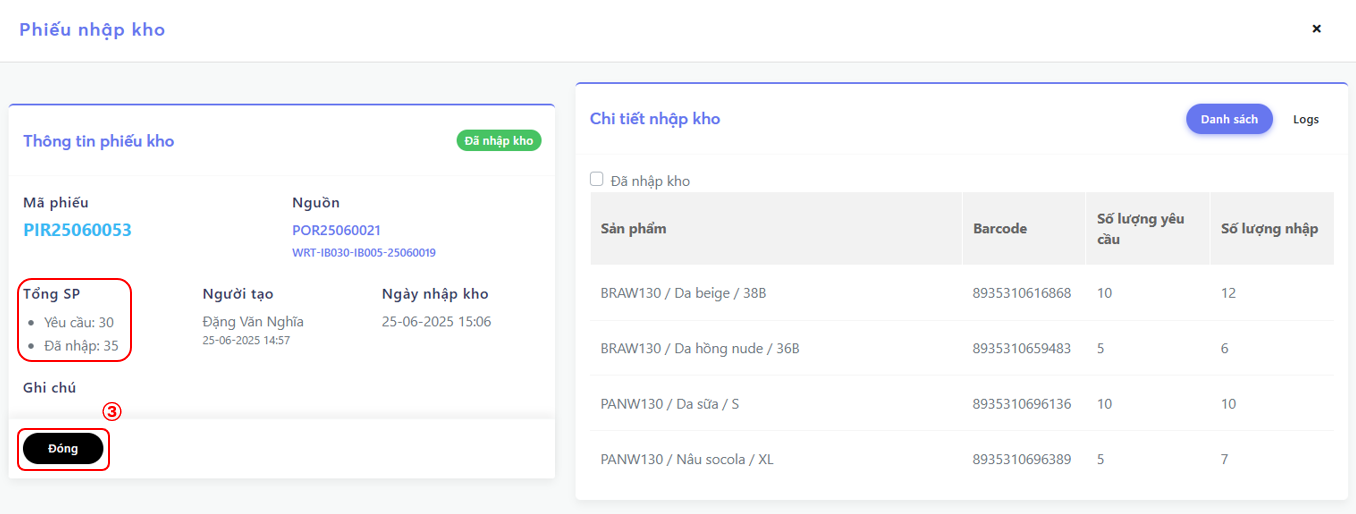 Phiếu nhập kho
×
Thông tin phiếu kho
Đã nhập kho
Mã phiếu
PIR25060053
Nguồn
POR25060021
WRT-IB030-IB005-25060019
Tổng SP
Yêu cầu: 30
Đã nhập: 35
Người tạo
Đặng Văn Nghĩa
25-06-2025 14:57
Ngày nhập kho
25-06-2025 15:06
Ghi chú
③
Đóng
Chi tiết nhập kho
Danh sách
Logs
Đã nhập kho
Sản phẩm Barcode Số lượng yêu cầu Số lượng nhập
BRAW130 / Da beige / 38B 8935310616868 10 12
BRAW130 / Da hồng nude / 36B 8935310659483 5 6
PANW130 / Da sữa / S 8935310696136 10 10
PANW130 / Nâu socola / XL 8935310696389 5 7